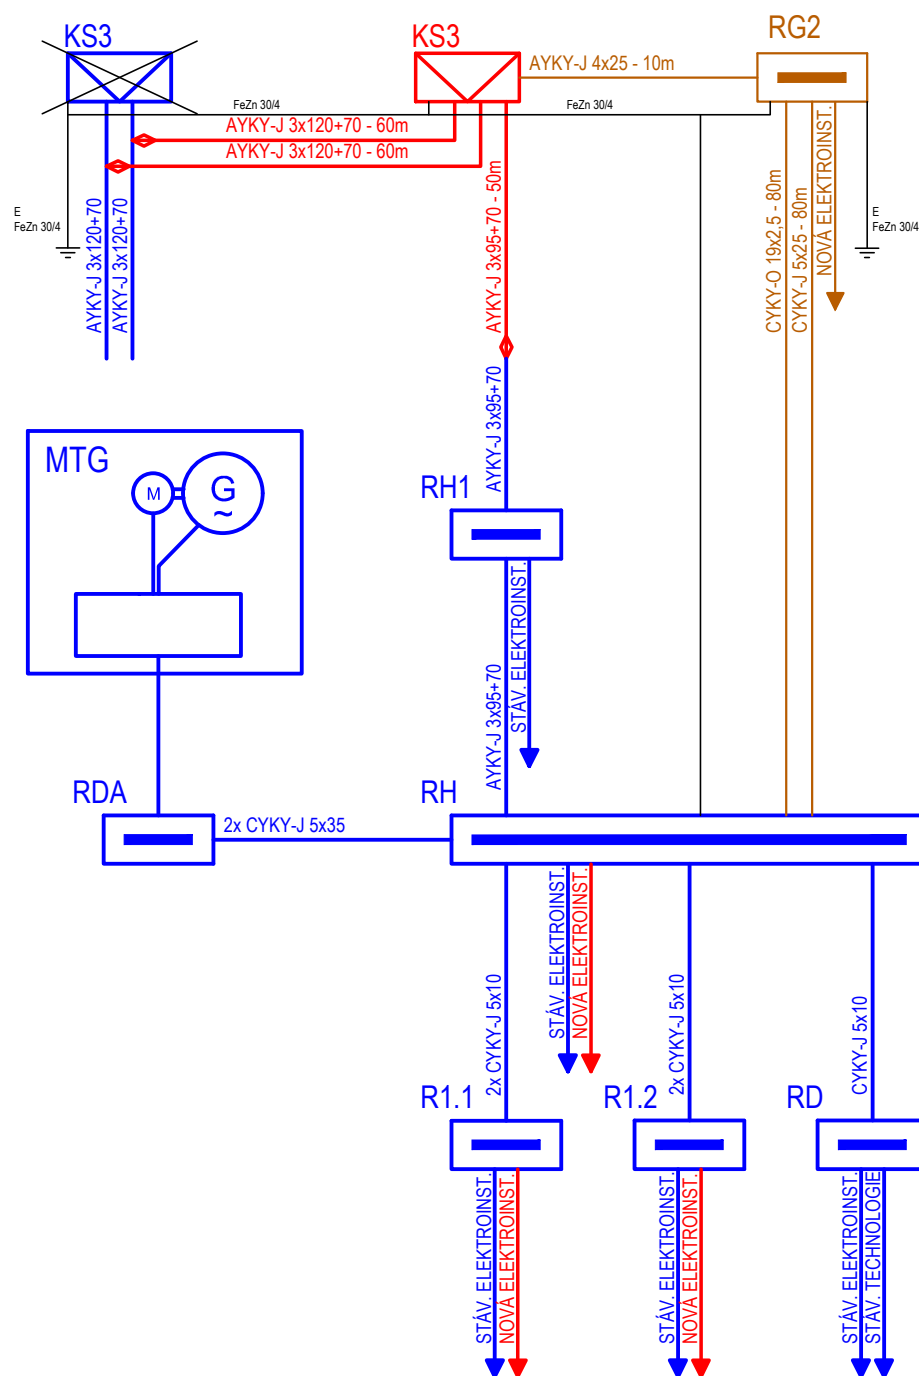 KS3
KS3
RG2
AYKY-J 4x25 - 10m
FeZn 30/4
FeZn 30/4
AYKY-J 3x120+70 - 60m
AYKY-J 3x120+70 - 60m
E
FeZn 30/4
AYKY-J 3x120+70
AYKY-J 3x120+70
AYKY-J 3x95+70 - 50m
CYKY-O 19x2,5 - 80m
CYKY-J 5x25 - 80m
NOVÁ ELEKTROINST.
E
FeZn 30/4
AYKY-J 3x95+70
MTG
M
G
~
RH1
AYKY-J 3x95+70
STÁV. ELEKTROINST.
RDA
RH
2x CYKY-J 5x35
2x CYKY-J 5x10
STÁV. ELEKTROINST.
NOVÁ ELEKTROINST.
2x CYKY-J 5x10
CYKY-J 5x10
R1.1
R1.2
RD
STÁV. ELEKTROINST.
NOVÁ ELEKTROINST.
STÁV. ELEKTROINST.
NOVÁ ELEKTROINST.
STÁV. ELEKTROINST.
STÁV. TECHNOLOGIE